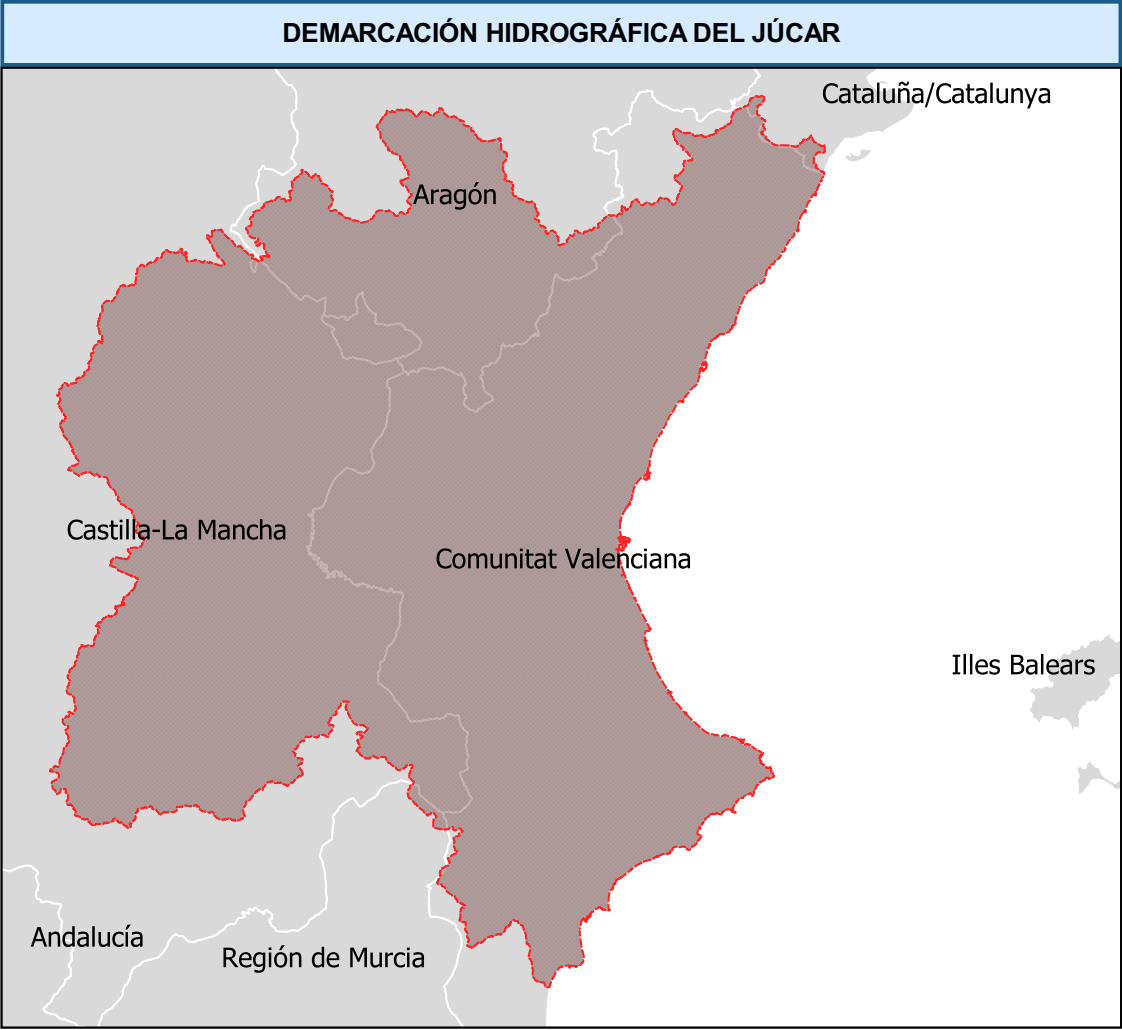 DEMARCACIÓN HIDROGRÁFICA DEL JÚCAR
Cataluña/Catalunya
Aragón
Castilla-La Mancha
Comunitat Valenciana
Illes Balears
Andalucía
Región de Murcia